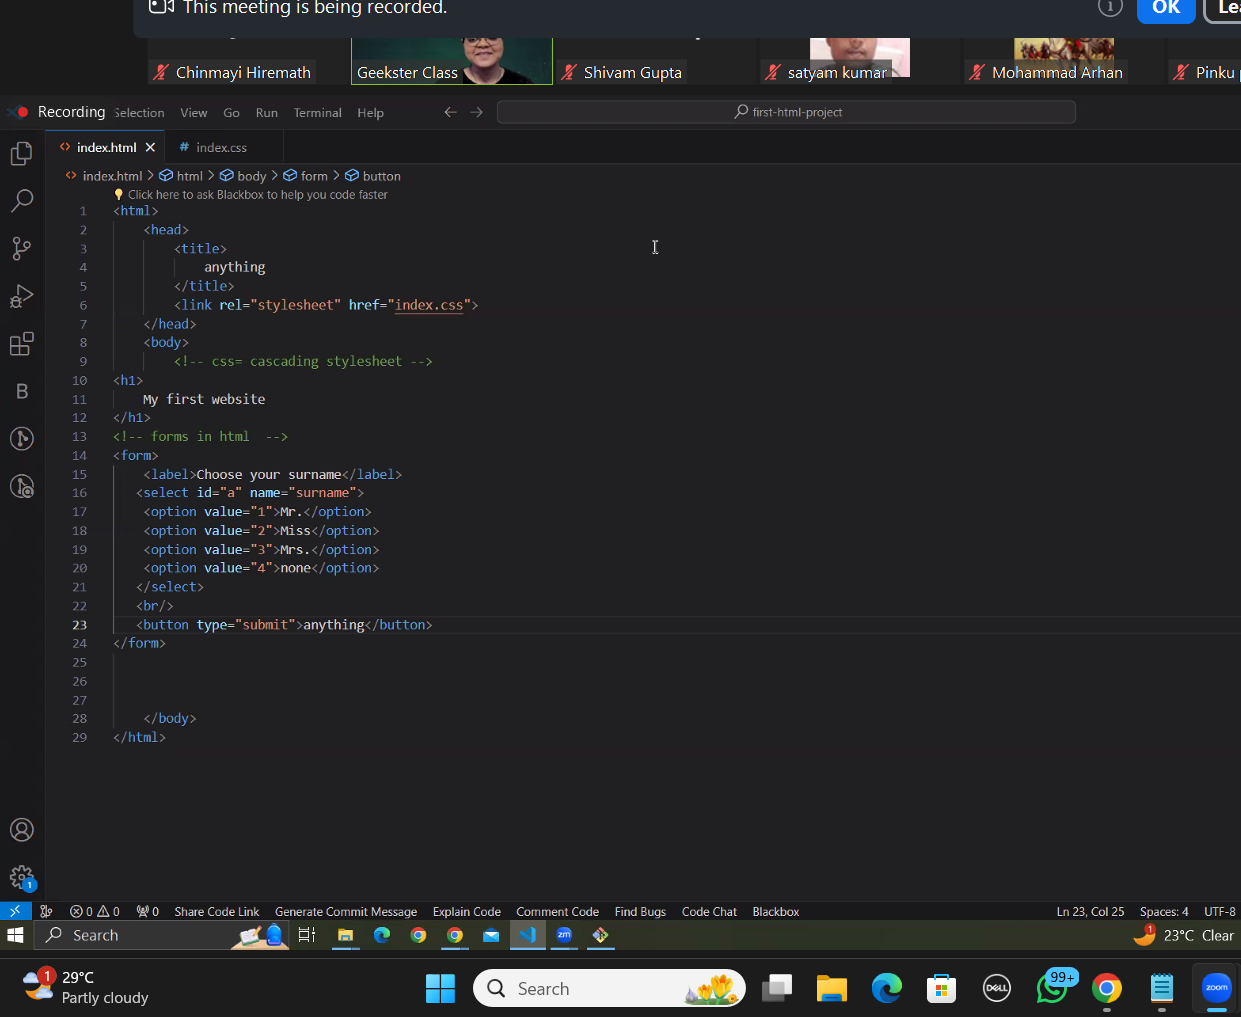 This meeting is being recorded.
OK
Lea
Chinmayi Hiremath
Geekster Class
Shivam Gupta
satyam kumar
Mohammad Arhan
Pinku
Recording
Selection
View
Go
Run
Terminal
Help
first-html-project
index.html
# index.css
index.html > html > body > form > button
Click here to ask Blackbox to help you code faster
1 <html>
2 <head>
3 <title>
4 anything
5 </title>
6 <link rel="stylesheet" href="index.css">
7 </head>
8 <body>
9 <!-- css= cascading stylesheet -->
10 <h1>
11 My first website
12 </h1>
13 <!-- forms in html  -->
14 <form>
15 <label>Choose your surname</label>
16 <select id="a" name="surname">
17 <option value="1">Mr.</option>
18 <option value="2">Miss</option>
19 <option value="3">Mrs.</option>
20 <option value="4">none</option>
21 </select>
22 <br/>
23 <button type="submit">anything</button>
24 </form>
25
26
27
28 </body>
29 </html>
B
1
0 0
0
Share Code Link
Generate Commit Message
Explain Code
Comment Code
Find Bugs
Code Chat
Blackbox
Ln 23, Col 25
Spaces: 4
UTF-8
Search
zm
1
23°C Clear
1
29°C
Partly cloudy
Search
DELL
99+
zoom